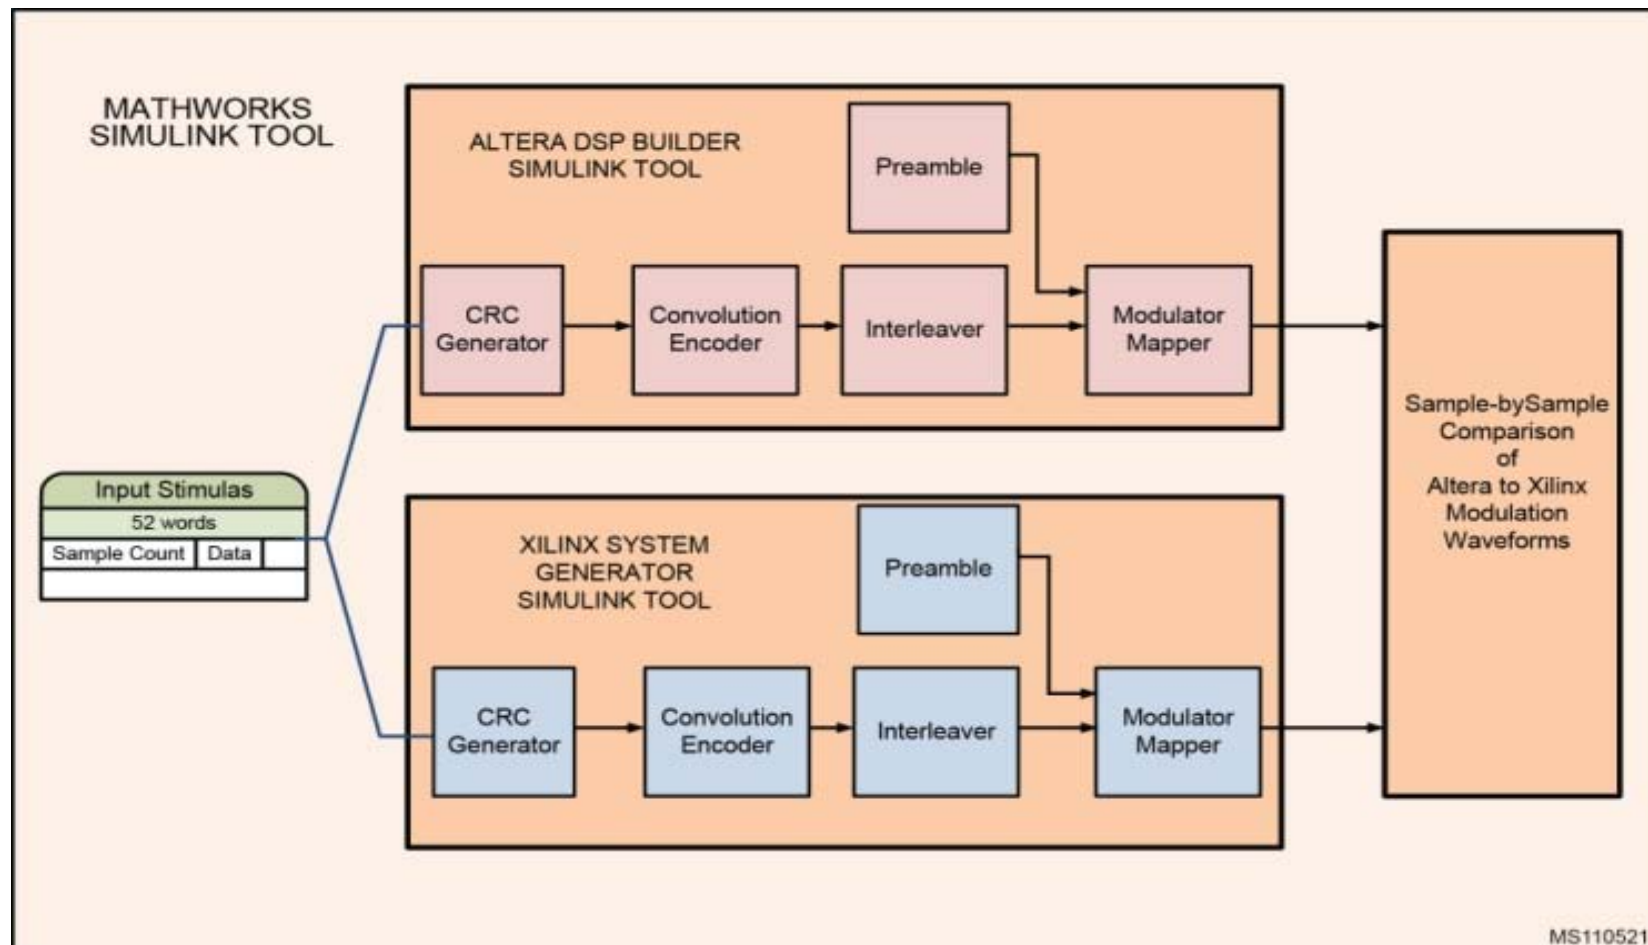 MATHWORKS
SIMULINK TOOL
ALTERA DSP BUILDER
SIMULINK TOOL
Preamble
CRC
Generator
Convolution
Encoder
Interleaver
Modulator
Mapper
Input Stimulas
52 words
Sample Count
Data
XILINX SYSTEM
GENERATOR
SIMULINK TOOL
Preamble
CRC
Generator
Convolution
Encoder
Interleaver
Modulator
Mapper
Sample-bySample
Comparison
of
Altera to Xilinx
Modulation
Waveforms
MS110521